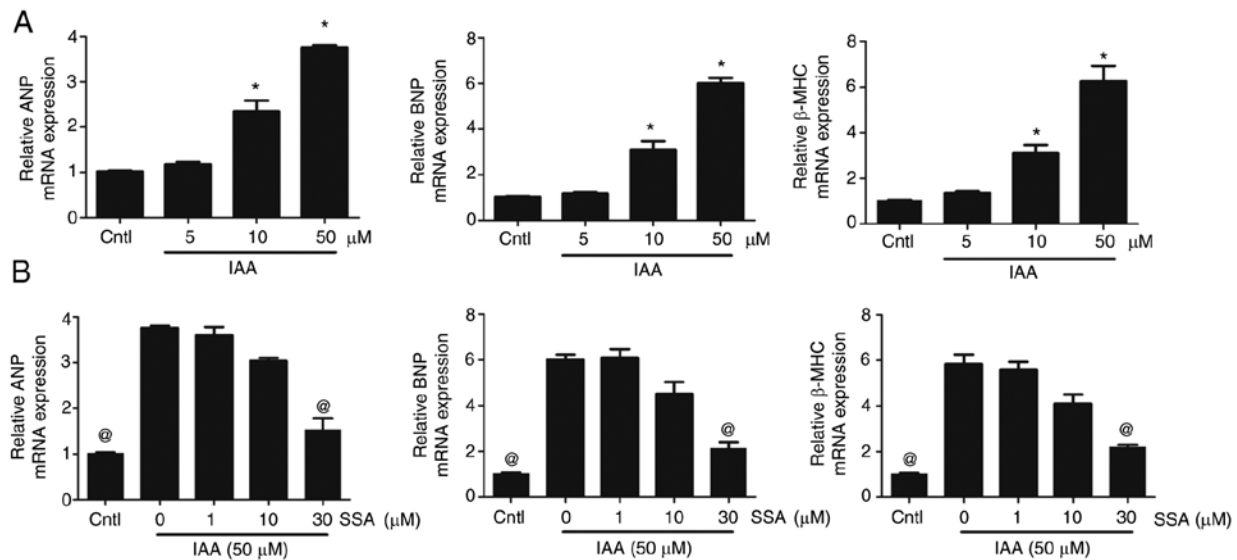 A
Relative ANP
mRNA expression
4
3
2
1
0
*
*
Cntl 5 10 50 μM
IAA
Relative BNP
mRNA expression
8
6
4
2
0
*
*
Cntl 5 10 50 μM
IAA
Relative β-MHC
mRNA expression
8
6
4
2
0
*
*
Cntl 5 10 50 μM
IAA
B
Relative ANP
mRNA expression
4
3
2
1
0
@
@
Cntl 0 1 10 30 SSA (μM)
IAA (50 μM)
Relative BNP
mRNA expression
8
6
4
2
0
@
@
Cntl 0 1 10 30 SSA (μM)
IAA (50 μM)
Relative β-MHC
mRNA expression
8
6
4
2
0
@
@
Cntl 0 1 10 30 SSA (μM)
IAA (50 μM)